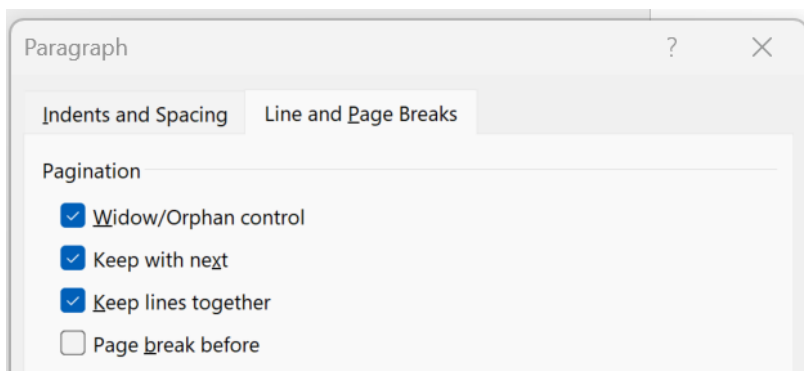 Paragraph ?
Indents and Spacing Line and Page Breaks
Pagination
Widow/Orphan control
Keep with next
Keep lines together
Page break before